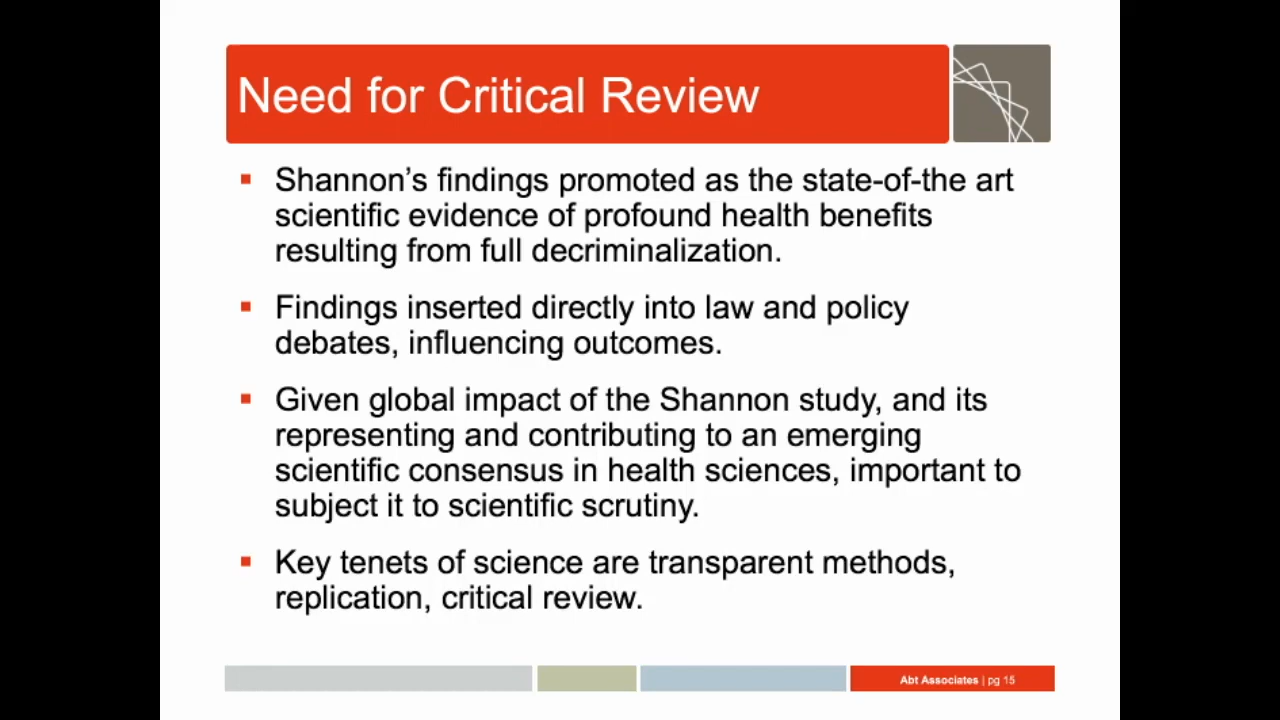 Need for Critical Review
▪ Shannon’s findings promoted as the state-of-the art
scientific evidence of profound health benefits
resulting from full decriminalization.
▪ Findings inserted directly into law and policy
debates, influencing outcomes.
▪ Given global impact of the Shannon study, and its
representing and contributing to an emerging
scientific consensus in health sciences, important to
subject it to scientific scrutiny.
▪ Key tenets of science are transparent methods,
replication, critical review.
Abt Associates | pg 15